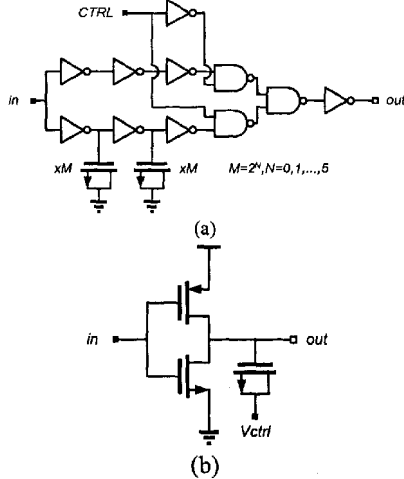 CTRL
in
out
xM
xM
M=2^N,N=0,1,...,5
(a)
in
out
Vctrl
(b)